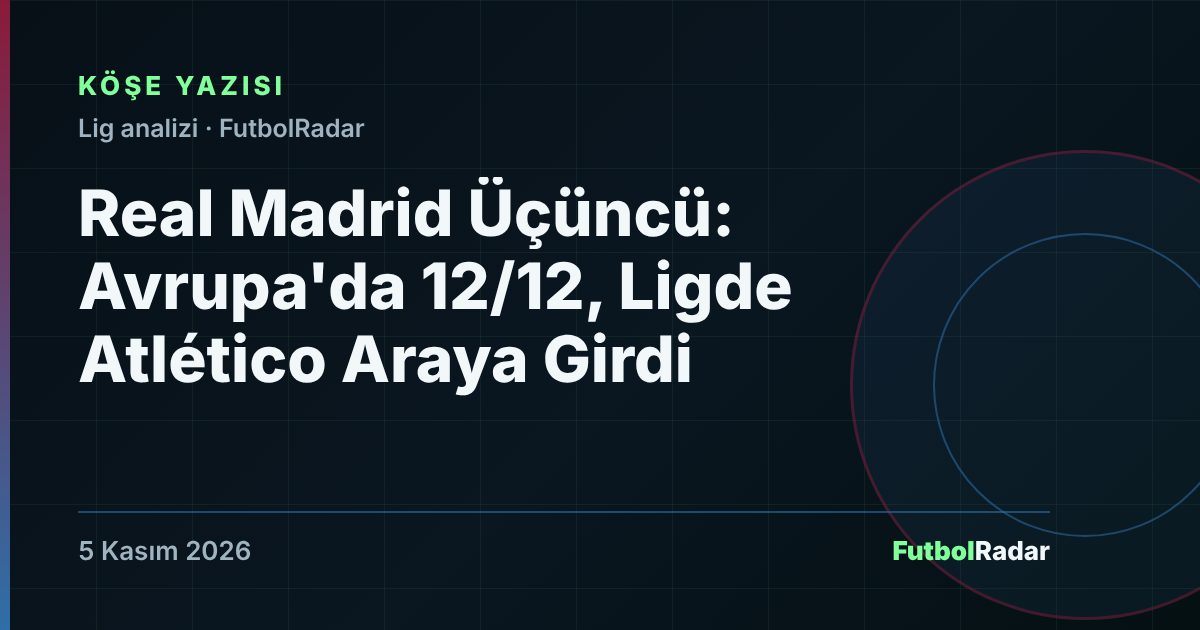 KÖŞE YAZISI
Lig analizi · FutbolRadar
Real Madrid Üçüncü:
Avrupa'da 12/12, Ligde
Atlético Araya Girdi
5 Kasım 2026
FutbolRadar